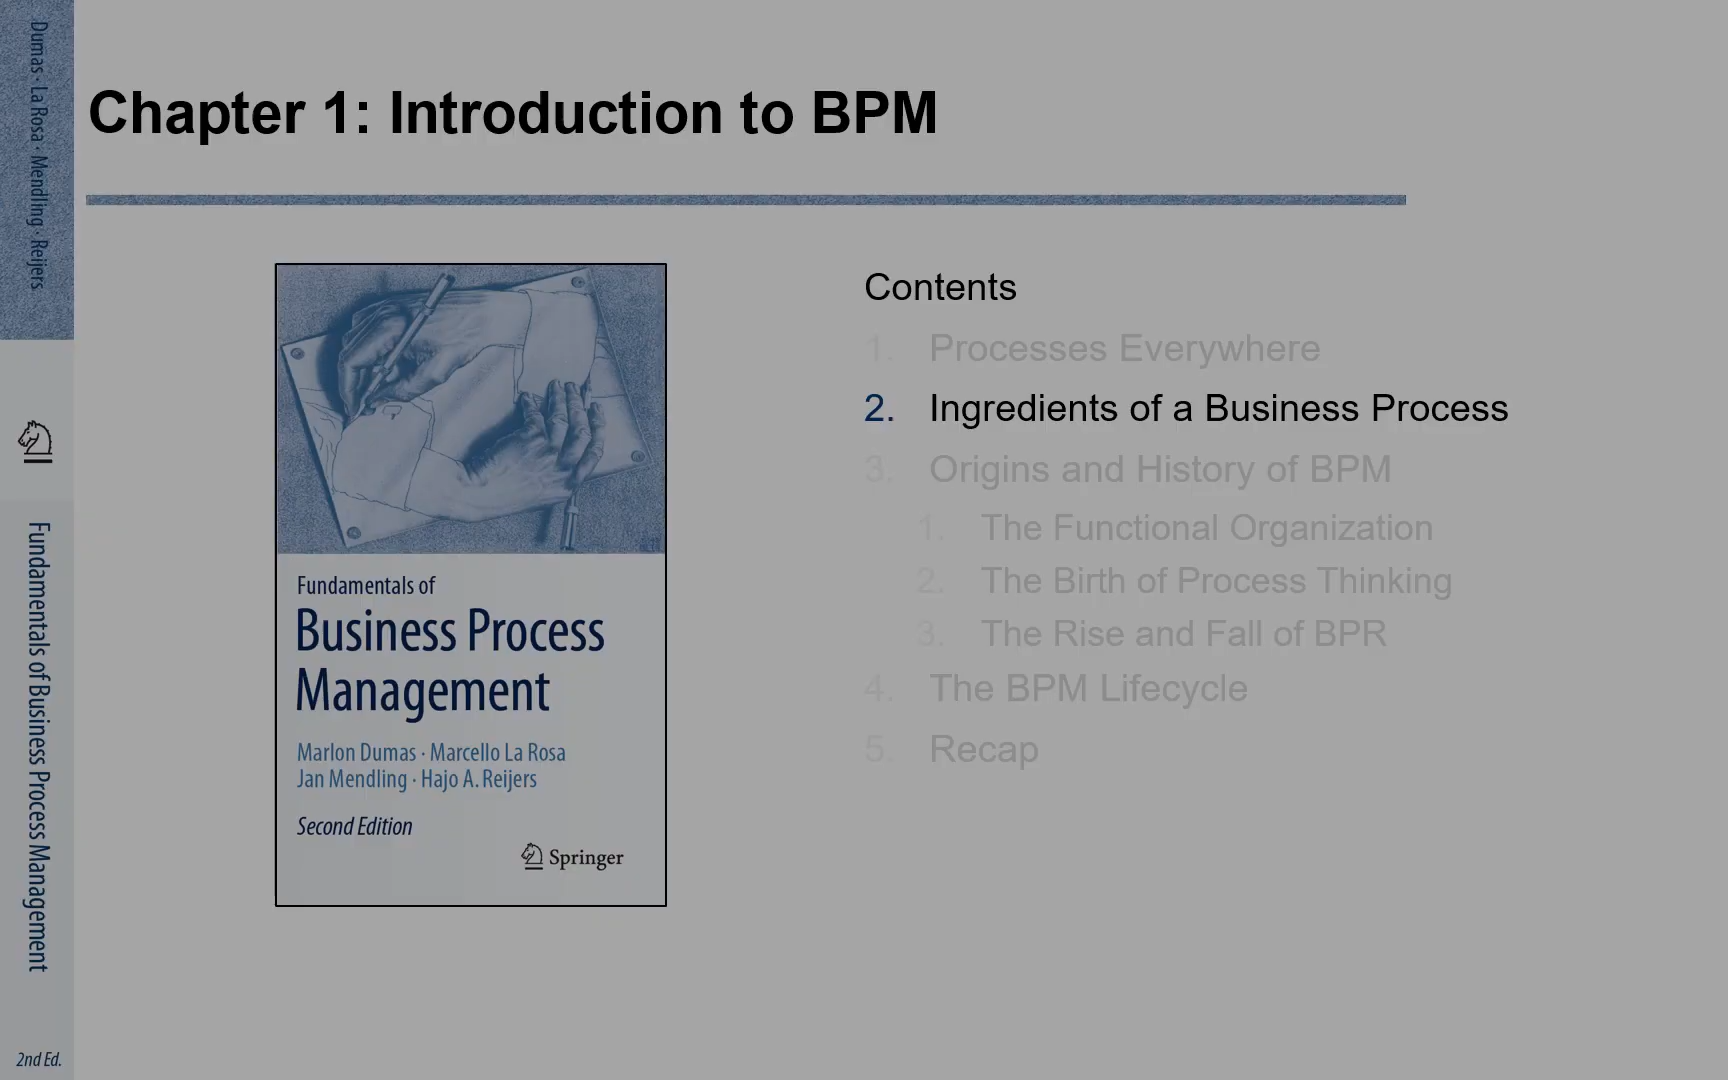 Dumas · La Rosa · Mendling · Reijers
Fundamentals of Business Process Management
2nd Ed.
Chapter 1: Introduction to BPM
Fundamentals of
Business Process
Management
Marlon Dumas · Marcello La Rosa
Jan Mendling · Hajo A. Reijers
Second Edition
Springer
Contents
1. Processes Everywhere
2. Ingredients of a Business Process
3. Origins and History of BPM
1. The Functional Organization
2. The Birth of Process Thinking
3. The Rise and Fall of BPR
4. The BPM Lifecycle
5. Recap